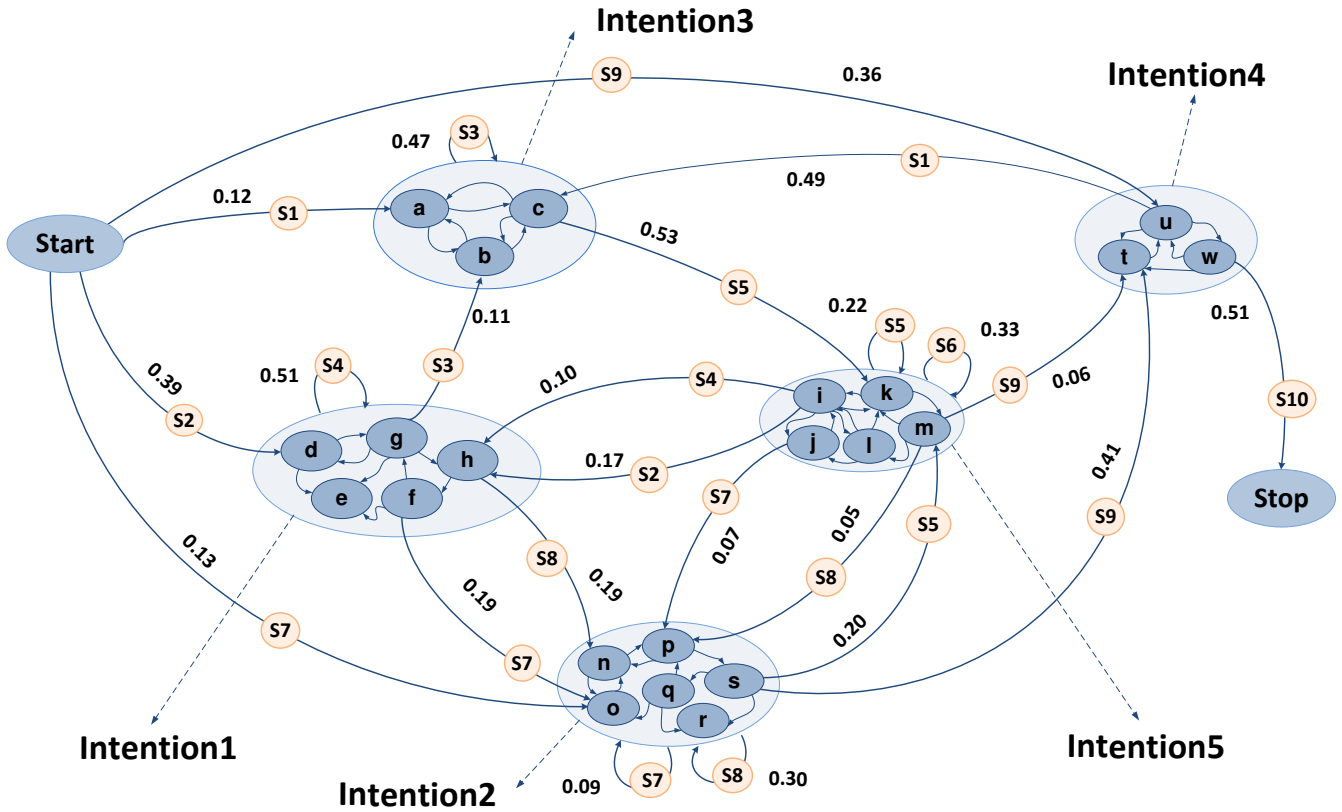 Intention3
S9
0.36
Intention4
0.47
S3
S1
0.49
0.12
S1
a
c
b
Start
u
t
w
0.53
S5
0.11
S3
0.22
S5
0.33
S6
0.51
S10
Stop
0.51
S4
0.10
S4
0.39
S2
i
k
j
l
m
S9
0.06
d
g
h
e
f
0.17
S2
S7
0.07
0.05
S8
S5
0.41
S9
0.13
S7
0.19
S7
S8
0.19
0.20
n
p
o
q
s
r
Intention1
Intention2
0.09
S7
S8
0.30
Intention5